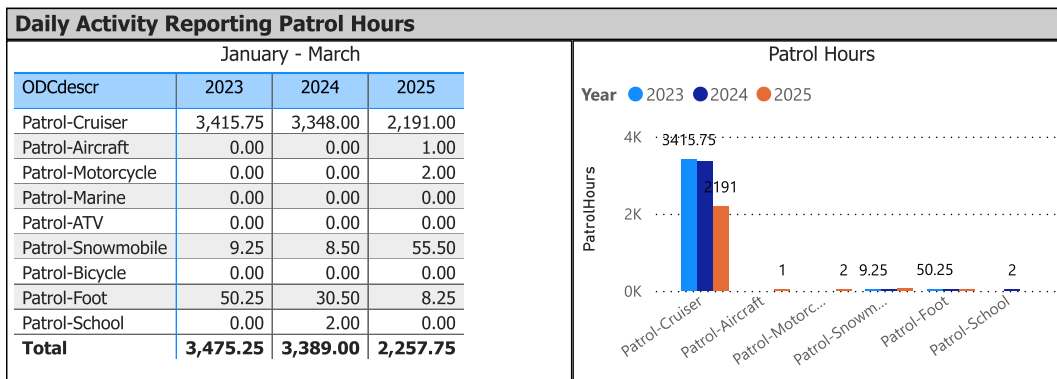 Daily Activity Reporting Patrol Hours
January - March
ODCdescr 2023 2024 2025
Patrol-Cruiser 3,415.75 3,348.00 2,191.00
Patrol-Aircraft 0.00 0.00 1.00
Patrol-Motorcycle 0.00 0.00 2.00
Patrol-Marine 0.00 0.00 0.00
Patrol-ATV 0.00 0.00 0.00
Patrol-Snowmobile 9.25 8.50 55.50
Patrol-Bicycle 0.00 0.00 0.00
Patrol-Foot 50.25 30.50 8.25
Patrol-School 0.00 2.00 0.00
Total 3,475.25 3,389.00 2,257.75
Patrol Hours
Year 2023 2024 2025
PatrolHours
4K
3415.75
2191
2K
1 2 9.25 50.25 2
0K
Patrol-Cruiser
Patrol-Aircraft
Patrol-Motorc...
Patrol-Snowm...
Patrol-Foot
Patrol-School